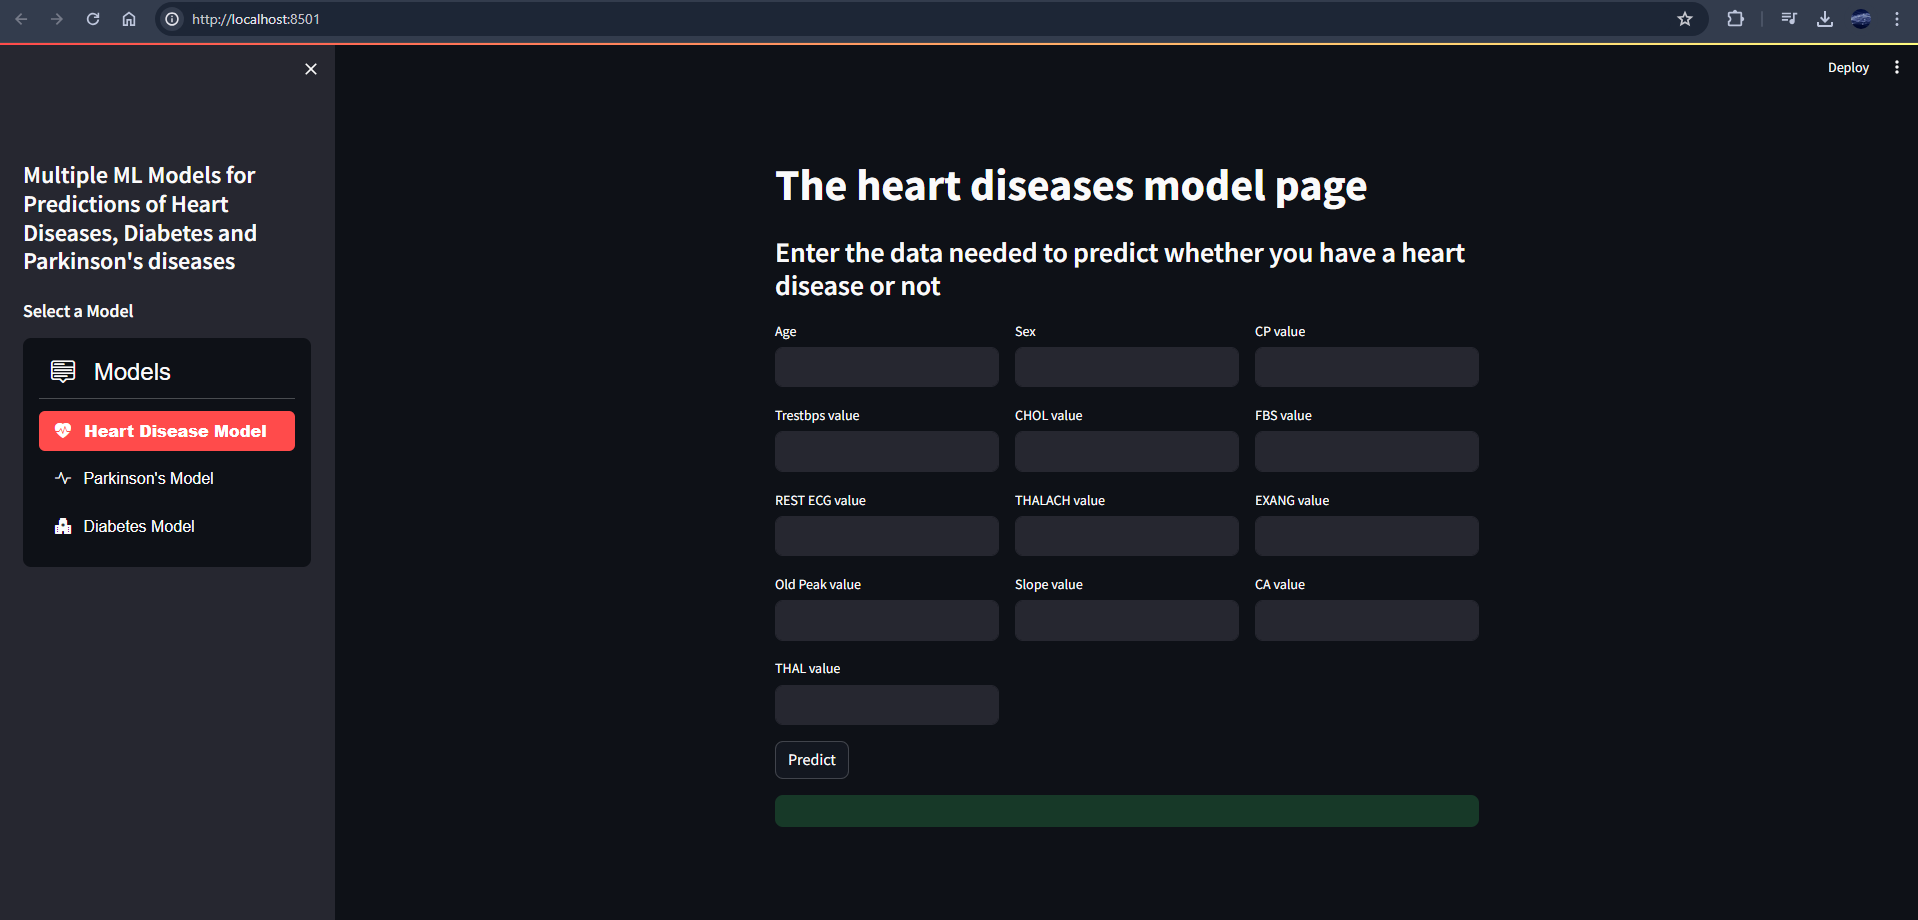 http://localhost:8501
Deploy
Multiple ML Models for
Predictions of Heart
Diseases, Diabetes and
Parkinson's diseases
Select a Model
Models
Heart Disease Model
Parkinson's Model
Diabetes Model
The heart diseases model page
Enter the data needed to predict whether you have a heart
disease or not
Age
Sex
CP value
Trestbps value
CHOL value
FBS value
REST ECG value
THALACH value
EXANG value
Old Peak value
Slope value
CA value
THAL value
Predict